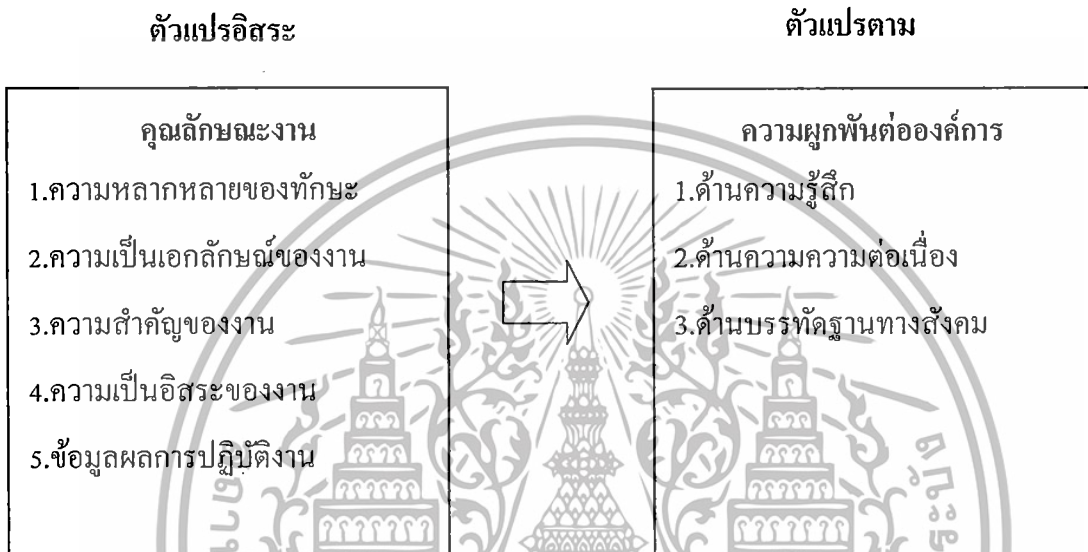 ตัวแปรอิสระ
ตัวแปรตาม
คุณลักษณะงาน
1.ความหลากหลายของทักษะ
2.ความเป็นเอกลักษณ์ของงาน
3.ความสำคัญของงาน
4.ความเป็นอิสระของงาน
5.ข้อมูลผลการปฏิบัติงาน
ความผูกพันต่อองค์การ
1.ด้านความรู้สึก
2.ด้านความความต่อเนื่อง
3.ด้านบรรทัดฐานทางสังคม